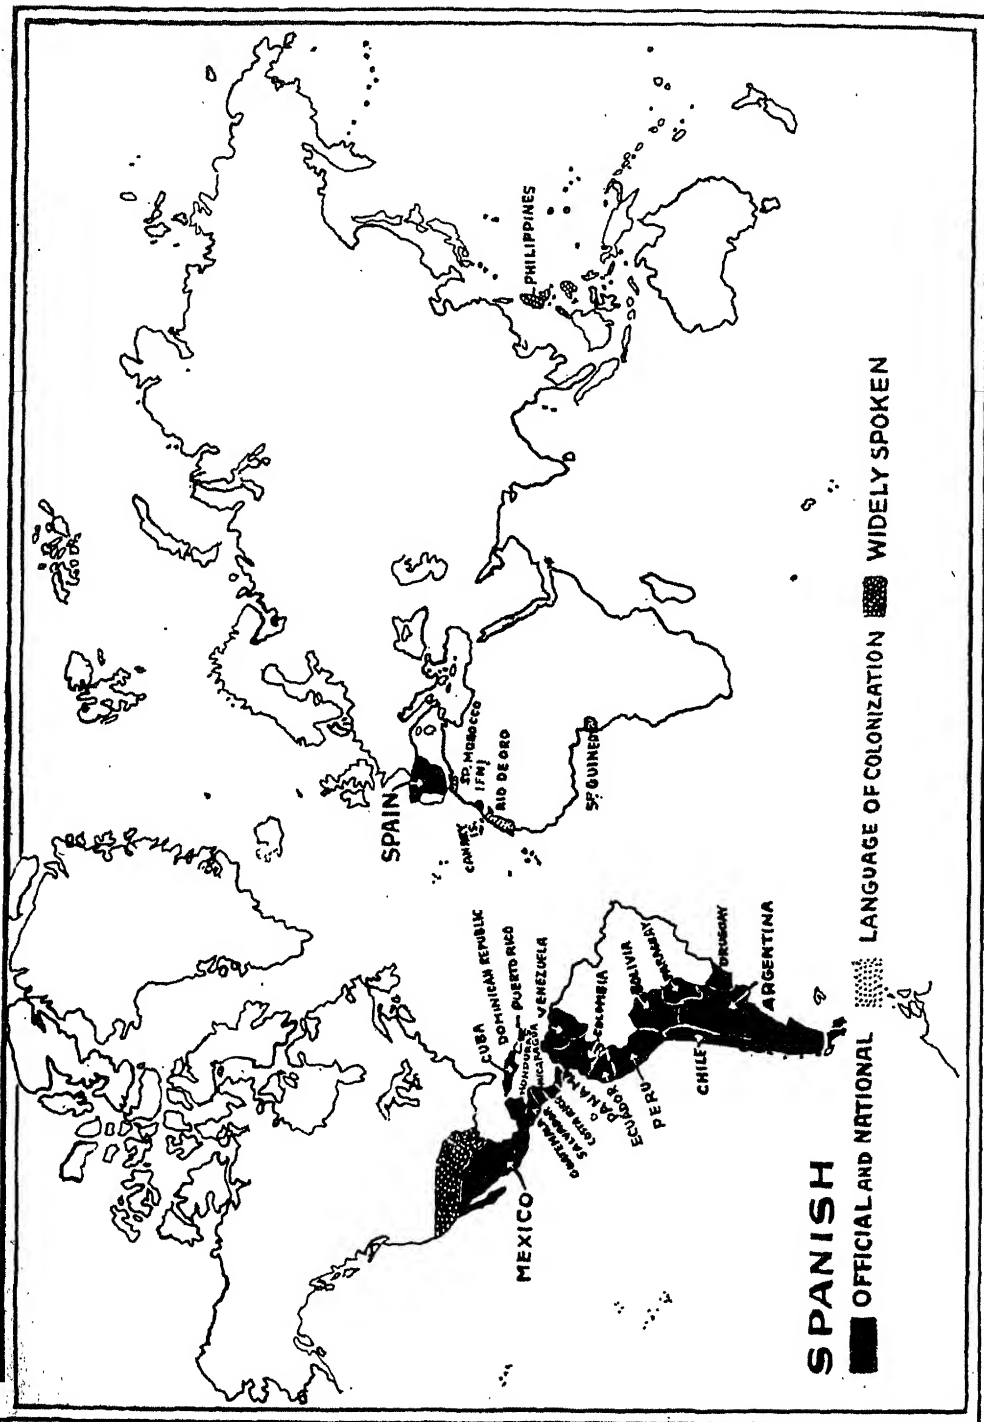 SPANISH
OFFICIAL AND NATIONAL
LANGUAGE OF COLONIZATION
WIDELY SPOKEN
MEXICO
CUBA
DOMINICAN REPUBLIC
PUERTO RICO
HONDURAS
NICARAGUA
VENEZUELA
GUATEMALA
SALVADOR
COSTA RICA
PANAMA
COLOMBIA
ECUADOR
PERU
BOLIVIA
PARAGUAY
CHILE
URUGUAY
ARGENTINA
SPAIN
CANARY
IS.
SP. MOROCCO
IFNI
RIO DE ORO
SP. GUINEA
PHILIPPINES